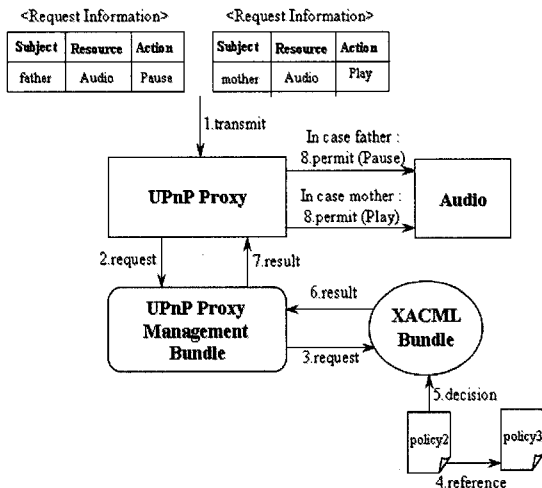 <Request Information>
<Request Information>
Subject Resource Action
father Audio Pause
Subject Resource Action
mother Audio Play
1.transmit
In case father :
8.permit (Pause)
UPnP Proxy
Audio
In case mother :
8.permit (Play)
2.request
7.result
6.result
UPnP Proxy
Management
Bundle
XACML
Bundle
3.request
5.decision
policy2
policy3
4.reference